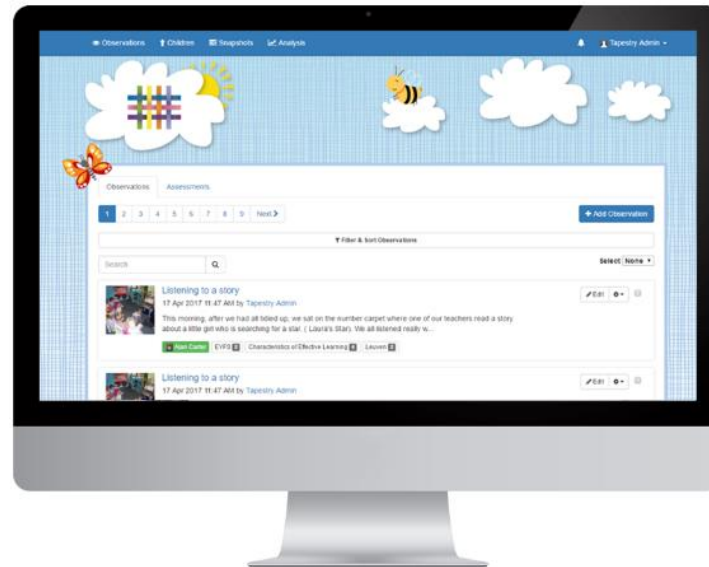 Observations Children Snapshots Analysis Tapestry Admin
Observations Assessments
1 2 3 4 5 6 7 8 9 Next
+ Add Observation
Filter & Sort Observations
Search
Select None
Listening to a story
Edit
17 Apr 2017 11:47 AM by Tapestry Admin
This morning, after we had all tidied up, we sat on the number carpet where one of our teachers read a story
about a little girl who is searching for a star. ( Laura's Star). We all listened really w...
Carter EYFS Characteristics of Effective Learning Leuven
Listening to a story
Edit
17 Apr 2017 11:47 AM by Tapestry Admin